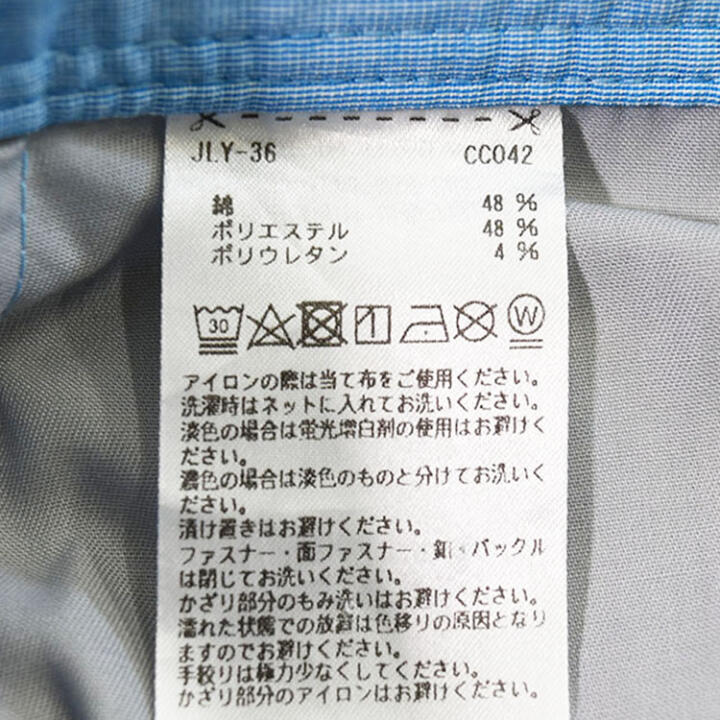 JLY-36 CC042
綿 48 %
ポリエステル 48 %
ポリウレタン 4 %
30 W
アイロンの際は当て布をご使用ください。
洗濯時はネットに入れてお洗いください。
淡色の場合は蛍光増白剤の使用はお避けく
ださい。
濃色の場合は淡色のものと分けてお洗いく
ださい。
漬け置きはお避けください。
ファスナー・面ファスナー・釦・バックル
は閉じてお洗いください。
かざり部分のもみ洗いはお避けください。
濡れた状態での放置は色移りの原因となり
ますのでお避けください。
手絞りは極力少なくしてください。
かざり部分のアイロンはお避けください。